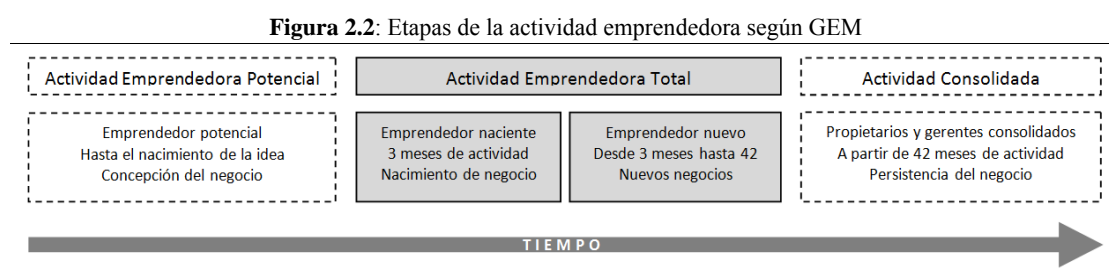 Figura 2.2: Etapas de la actividad emprendedora según GEM
Actividad Emprendedora Potencial
Actividad Emprendedora Total
Actividad Consolidada
Emprendedor potencial
Hasta el nacimiento de la idea
Concepción del negocio
Emprendedor naciente
3 meses de actividad
Nacimiento de negocio
Emprendedor nuevo
Desde 3 meses hasta 42
Nuevos negocios
Propietarios y gerentes consolidados
A partir de 42 meses de actividad
Persistencia del negocio
TIEMPO